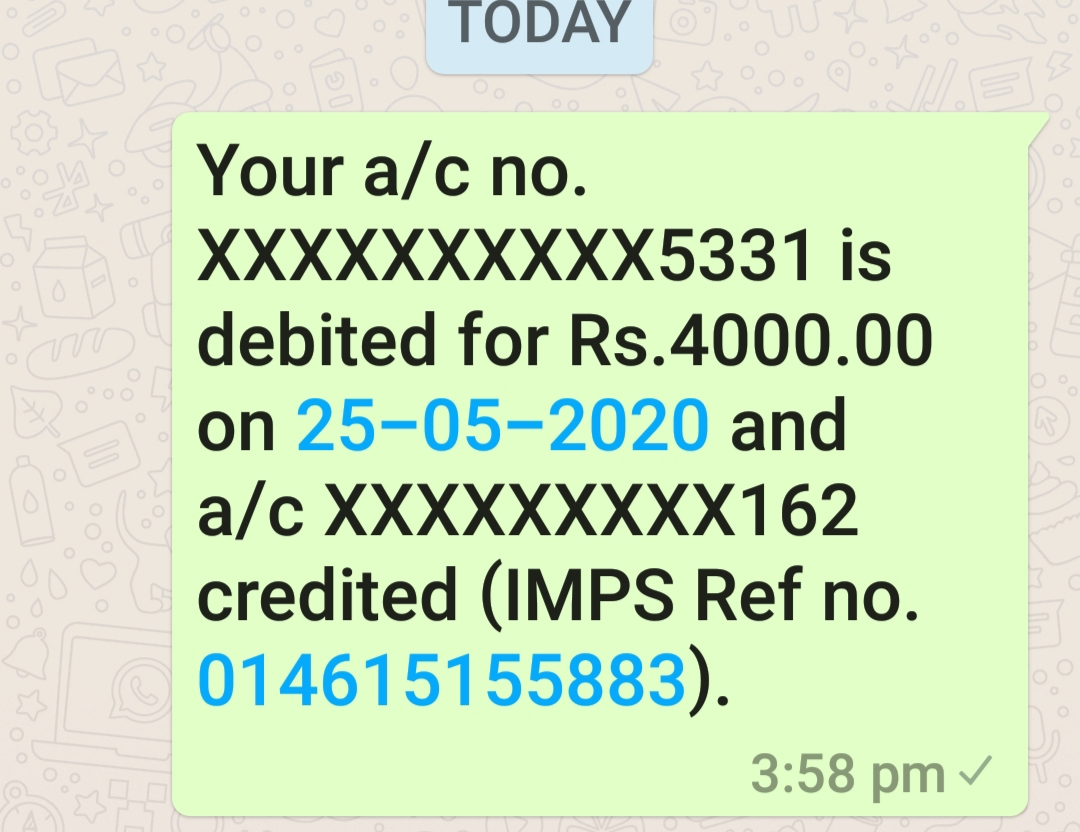 TODAY
Your a/c no.
XXXXXXXXXX5331 is
debited for Rs.4000.00
on 25-05-2020 and
a/c XXXXXXXXX162
credited (IMPS Ref no.
014615155883).
3:58 pm